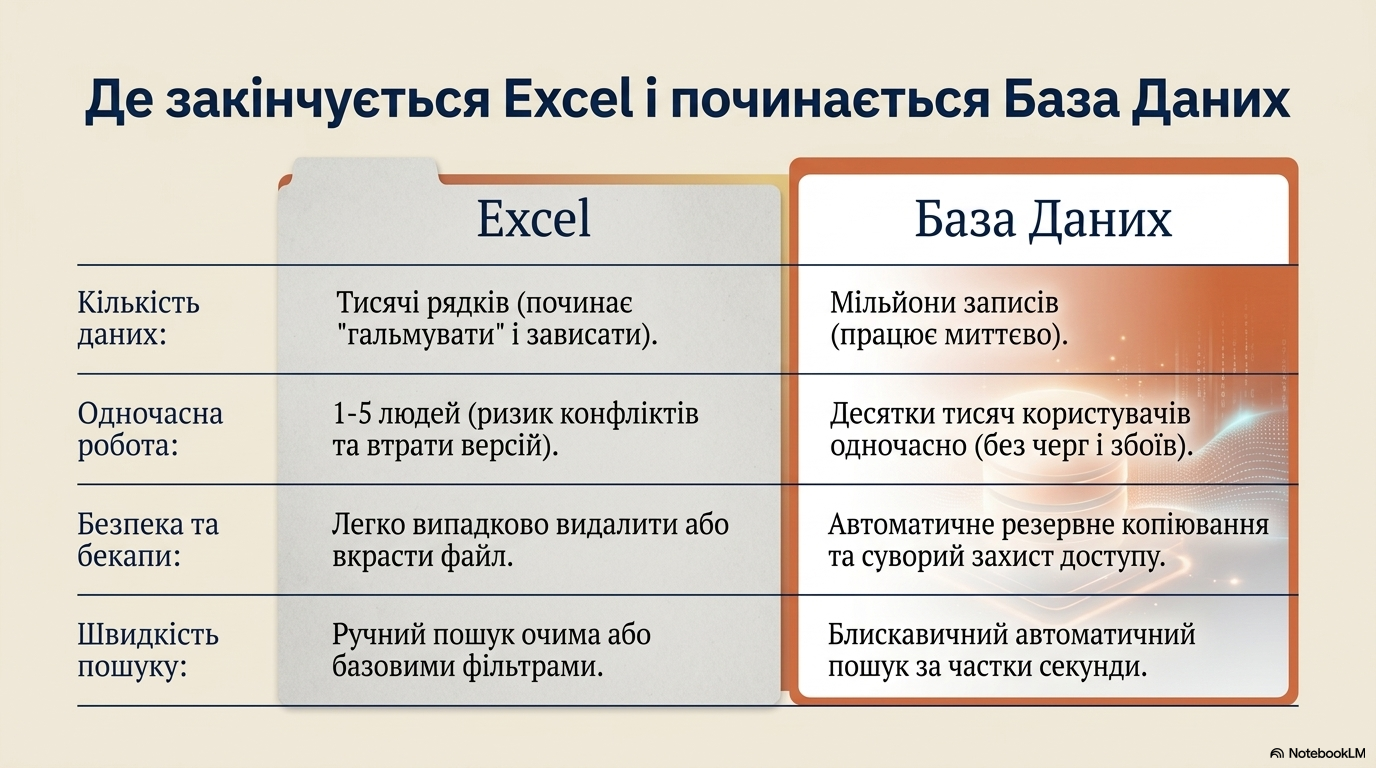 Де закінчується Excel і починається База Даних
Excel
База Даних
Кількість
даних:
Тисячі рядків (починає
"гальмувати" і зависати).
Мільйони записів
(працює миттєво).
Одночасна
робота:
1-5 людей (ризик конфліктів
та втрати версій).
Десятки тисяч користувачів
одночасно (без черг і збоїв).
Безпека та
бекапи:
Легко випадково видалити або
вкрасти файл.
Автоматичне резервне копіювання
та суворий захист доступу.
Швидкість
пошуку:
Ручний пошук очима або
базовими фільтрами.
Блискавичний автоматичний
пошук за частки секунди.
NotebookLM